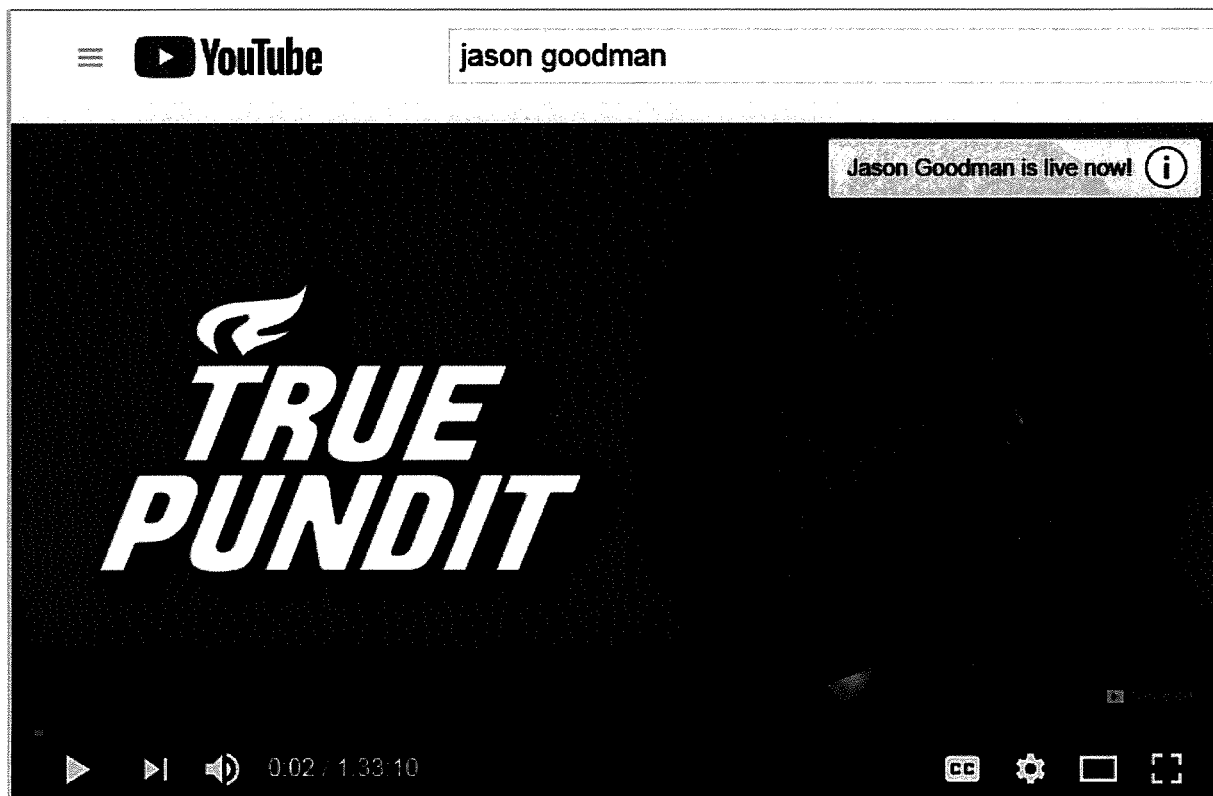 YouTube
jason goodman
Jason Goodman is live now!
TRUE
PUNDIT
0:02 / 1:33:10
CC